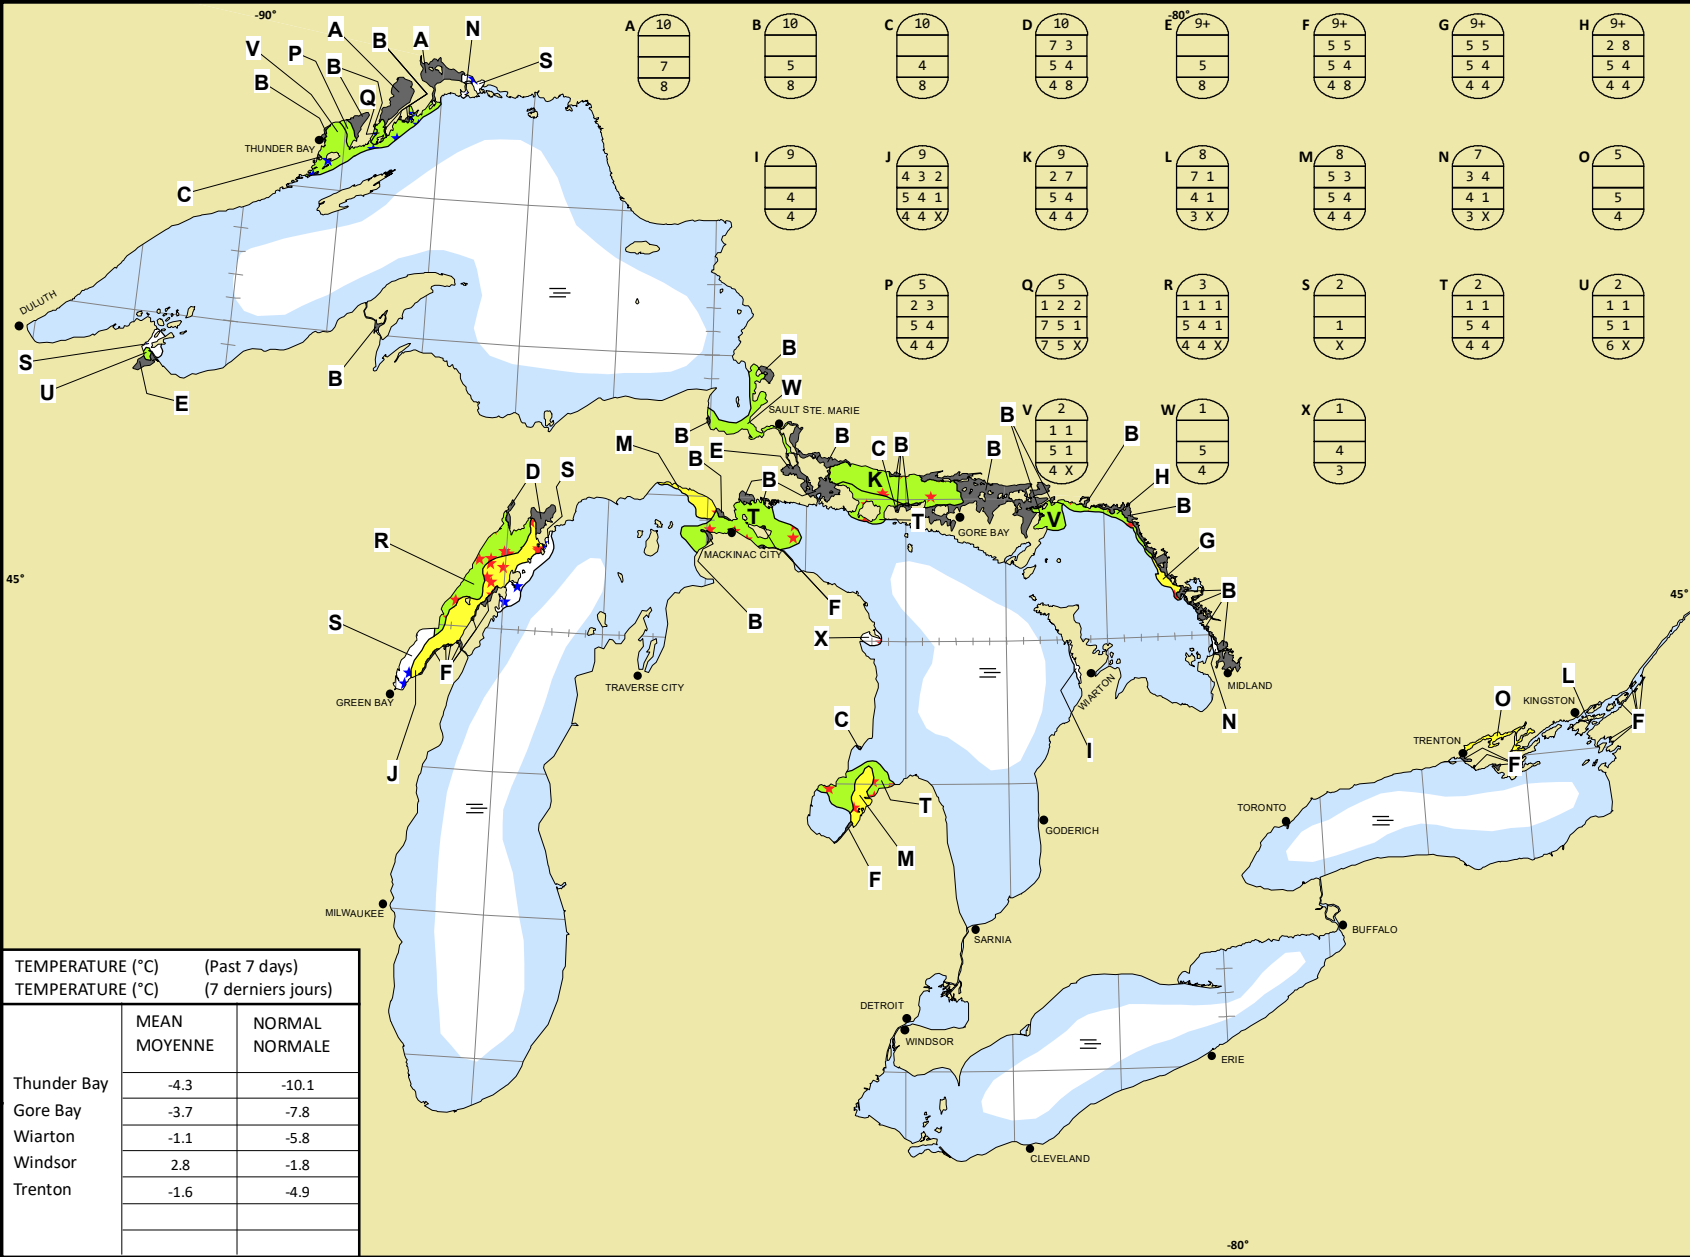 -90°
-80°
A 10
7
8
B 10
5
8
C 10
4
8
D 10
7 3
5 4
4 8
E 9+
5
8
F 9+
5 5
5 4
4 8
G 9+
5 5
5 4
4 4
H 9+
2 8
5 4
4 4
I 9
4
4
J 9
4 3 2
5 4 1
4 4 X
K 9
2 7
5 4
4 4
L 8
7 1
4 1
3 X
M 8
5 3
5 4
4 4
N 7
3 4
4 1
3 X
O 5
5
4
P 5
2 3
5 4
4 4
Q 5
1 2 2
7 5 1
7 5 X
R 3
1 1 1
5 4 1
4 4 X
S 2
1
X
T 2
1 1
5 4
4 4
U 2
1 1
5 1
6 X
V 2
1 1
5 1
4 X
W 1
5
4
X 1
4
3
A
B
A
N
S
V
P
B
B
Q
THUNDER BAY
C
DULUTH
S
U
E
B
B
W
SAULT STE. MARIE
B
B
E
M
B
B
C
B
B
B
B
H
B
K
T
T
V
GORE BAY
MACKINAC CITY
D
S
R
G
B
45°
45°
F
B
X
S
F
J
GREEN BAY
TRAVERSE CITY
WIARTON
MIDLAND
N
I
C
T
M
F
GODERICH
L
KINGSTON
O
F
TRENTON
F
TORONTO
MILWAUKEE
SARNIA
BUFFALO
DETROIT
WINDSOR
ERIE
CLEVELAND
TEMPERATURE (°C) (Past 7 days)
TEMPERATURE (°C) (7 derniers jours)
MEAN NORMAL
MOYENNE NORMALE
Thunder Bay -4.3 -10.1
Gore Bay -3.7 -7.8
Wiarton -1.1 -5.8
Windsor 2.8 -1.8
Trenton -1.6 -4.9
-80°